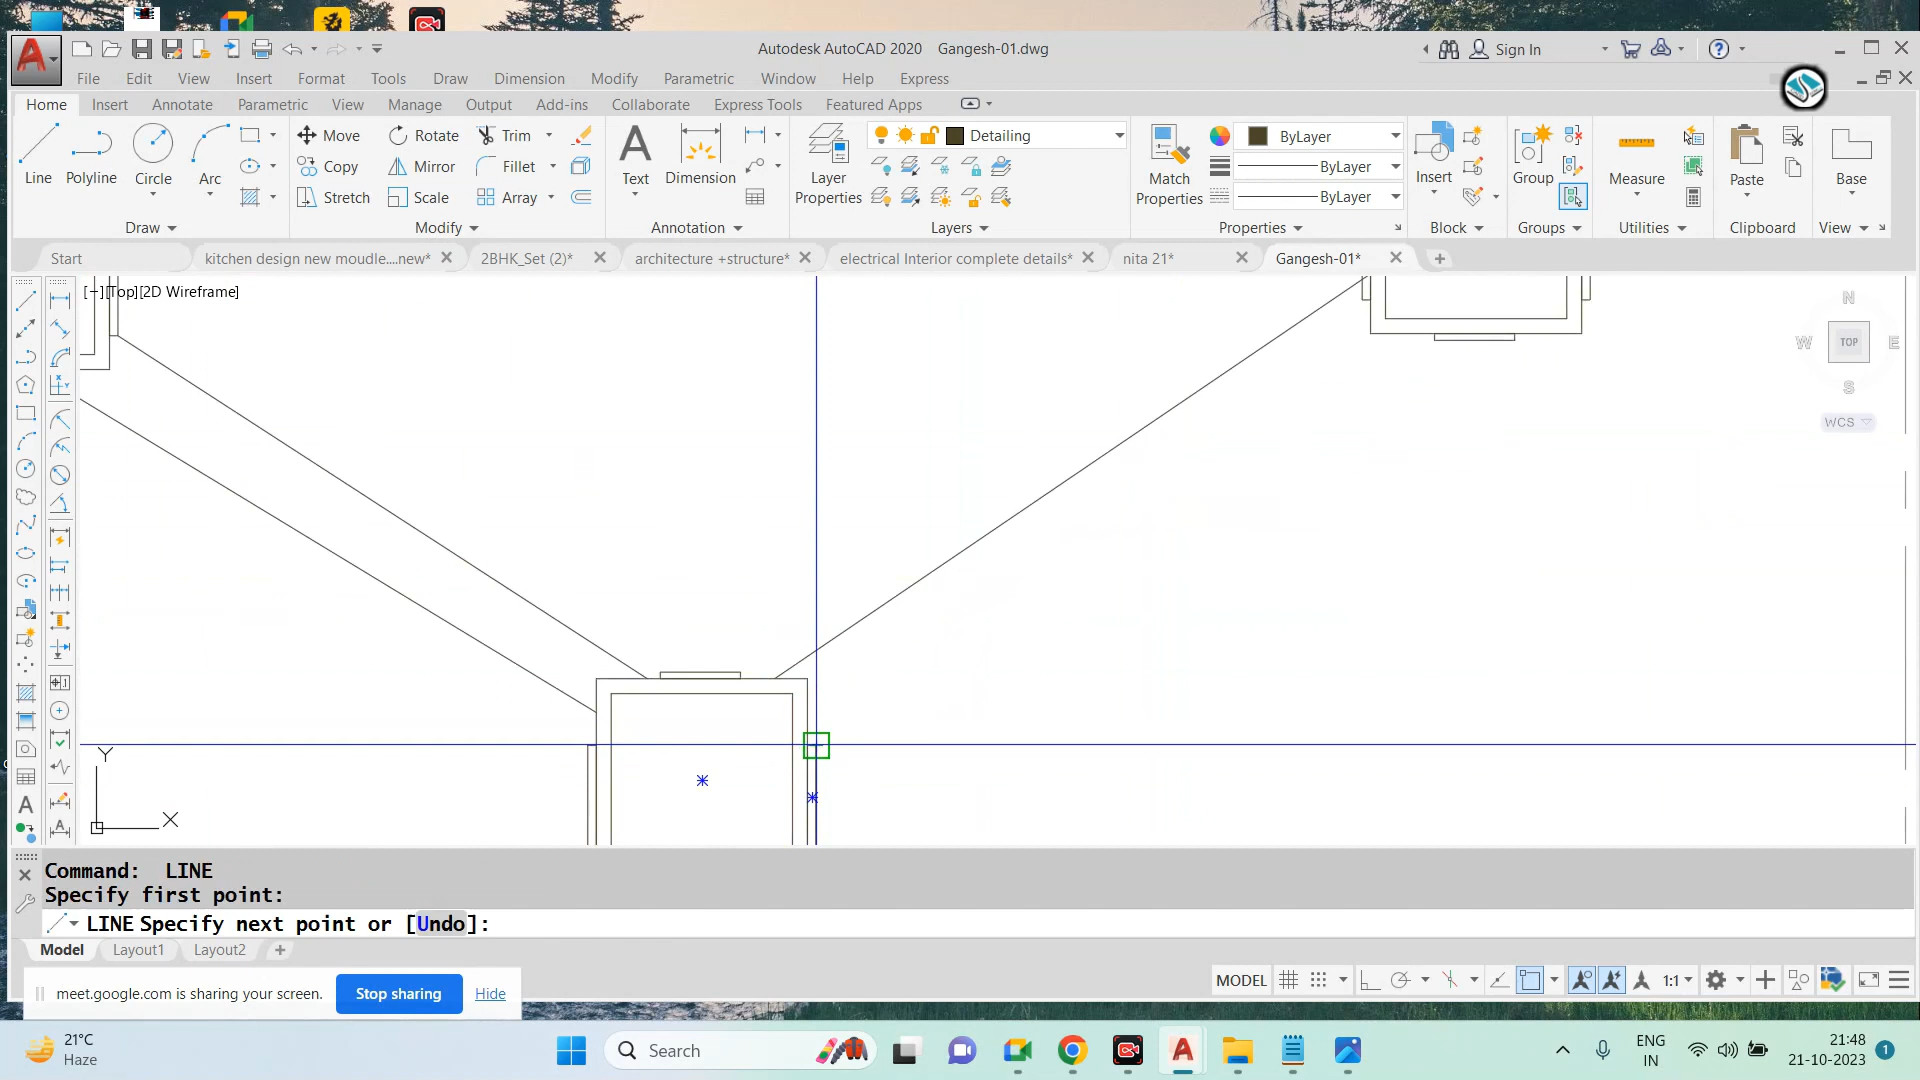 Autodesk AutoCAD 2020 Gangesh-01.dwg
Sign In
File Edit View Insert Format Tools Draw Dimension Modify Parametric Window Help Express
Home Insert Annotate Parametric View Manage Output Add-ins Collaborate Express Tools Featured Apps
Line Polyline Circle Arc
Move Rotate Trim
Copy Mirror Fillet
Stretch Scale Array
Text Dimension
Layer Properties
Detailing
Match Properties
ByLayer
ByLayer
ByLayer
Insert Group Measure Paste Base
Draw Modify Annotation Layers Properties Block Groups Utilities Clipboard View
Start kitchen design new moudle....new* 2BHK_Set (2)* architecture +structure* electrical Interior complete details* nita 21* Gangesh-01*
[−][Top][2D Wireframe]
N
W TOP E
S
WCS
Y
X
Command: LINE
Specify first point:
LINE Specify next point or [Undo]:
Model Layout1 Layout2
MODEL 1:1
meet.google.com is sharing your screen. Stop sharing Hide
21°C
Haze
Search
ENG
IN
21:48
21-10-2023
1